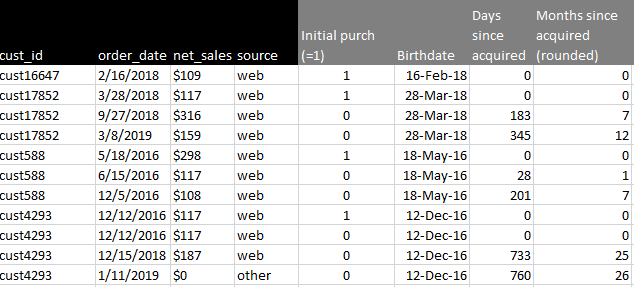 Initial purch Days since Months since acquired
cust_id order_date net_sales source (=1) Birthdate acquired (rounded)
cust16647 2/16/2018 $109 web 1 16-Feb-18 0 0
cust17852 3/28/2018 $117 web 1 28-Mar-18 0 0
cust17852 9/27/2018 $316 web 0 28-Mar-18 183 7
cust17852 3/8/2019 $159 web 0 28-Mar-18 345 12
cust588 5/18/2016 $298 web 1 18-May-16 0 0
cust588 6/15/2016 $117 web 0 18-May-16 28 1
cust588 12/5/2016 $108 web 0 18-May-16 201 7
cust4293 12/12/2016 $117 web 1 12-Dec-16 0 0
cust4293 12/12/2016 $117 web 0 12-Dec-16 0 0
cust4293 12/15/2018 $187 web 0 12-Dec-16 733 25
cust4293 1/11/2019 $0 other 0 12-Dec-16 760 26